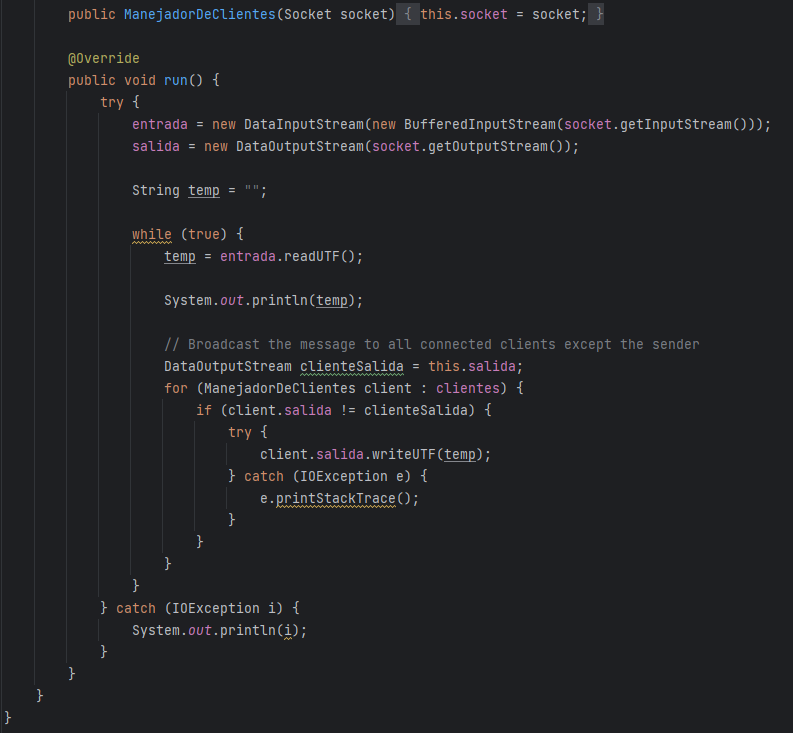 public ManejadorDeClientes(Socket socket) { this.socket = socket; }
@Override
public void run() {
try {
entrada = new DataInputStream(new BufferedInputStream(socket.getInputStream()));
salida = new DataOutputStream(socket.getOutputStream());
String temp = "";
while (true) {
temp = entrada.readUTF();
System.out.println(temp);
// Broadcast the message to all connected clients except the sender
DataOutputStream clienteSalida = this.salida;
for (ManejadorDeClientes client : clientes) {
if (client.salida != clienteSalida) {
try {
client.salida.writeUTF(temp);
} catch (IOException e) {
e.printStackTrace();
}
}
}
}
} catch (IOException i) {
System.out.println(i);
}
}
}
}